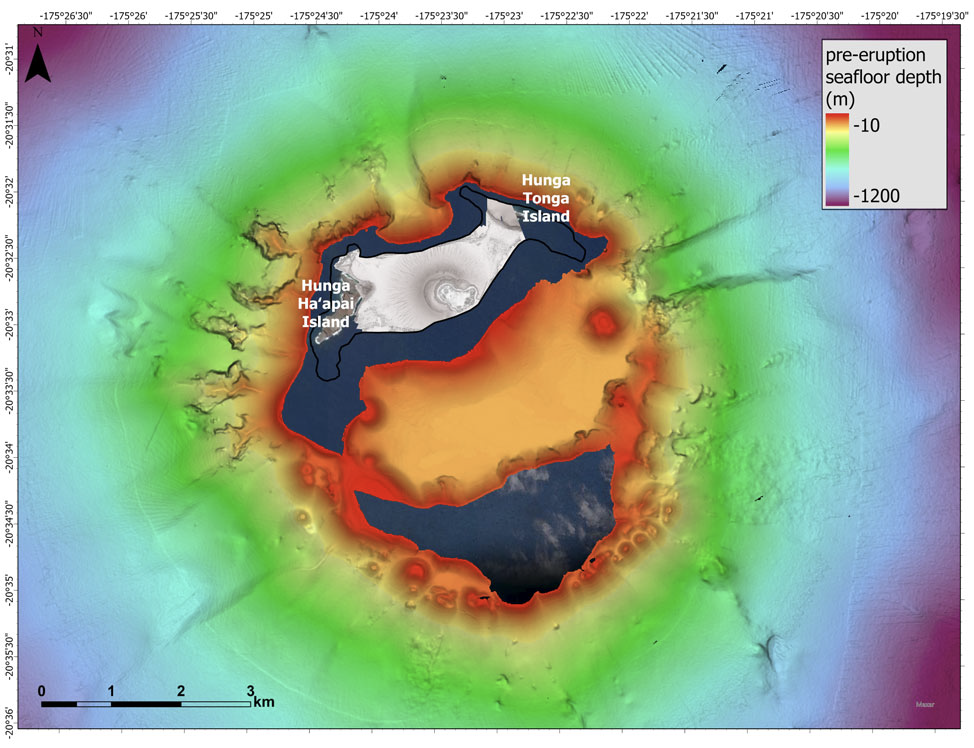 -175°26'30" -175°26' -175°25'30" -175°25' -175°24'30" -175°24' -175°23'30" -175°23' -175°22'30" -175°22' -175°21'30" -175°21' -175°20'30" -175°20' -175°19'30"
N
pre-eruption
seafloor depth
(m)
-10
-1200
-20°31'
-20°31'30"
-20°32'
-20°32'30"
-20°33'
-20°33'30"
-20°34'
-20°34'30"
-20°35'
-20°35'30"
-20°36'
Hunga
Tonga
Island
Hunga
Ha'apai
Island
0 1 2 3
km
Maxar